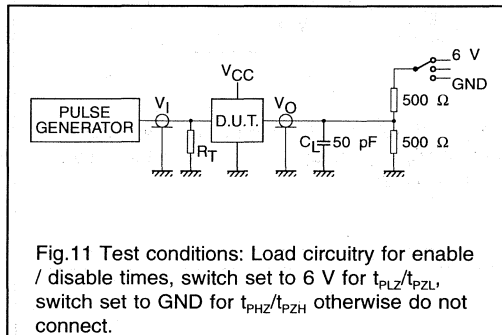 6 V
GND
VCC
500 Ω
PULSE
GENERATOR
VI
D.U.T.
VO
RT
CL
50 pF
500 Ω
Fig.11 Test conditions: Load circuitry for enable
/ disable times, switch set to 6 V for tPLZ/tPZL,
switch set to GND for tPHZ/tPZH otherwise do not
connect.